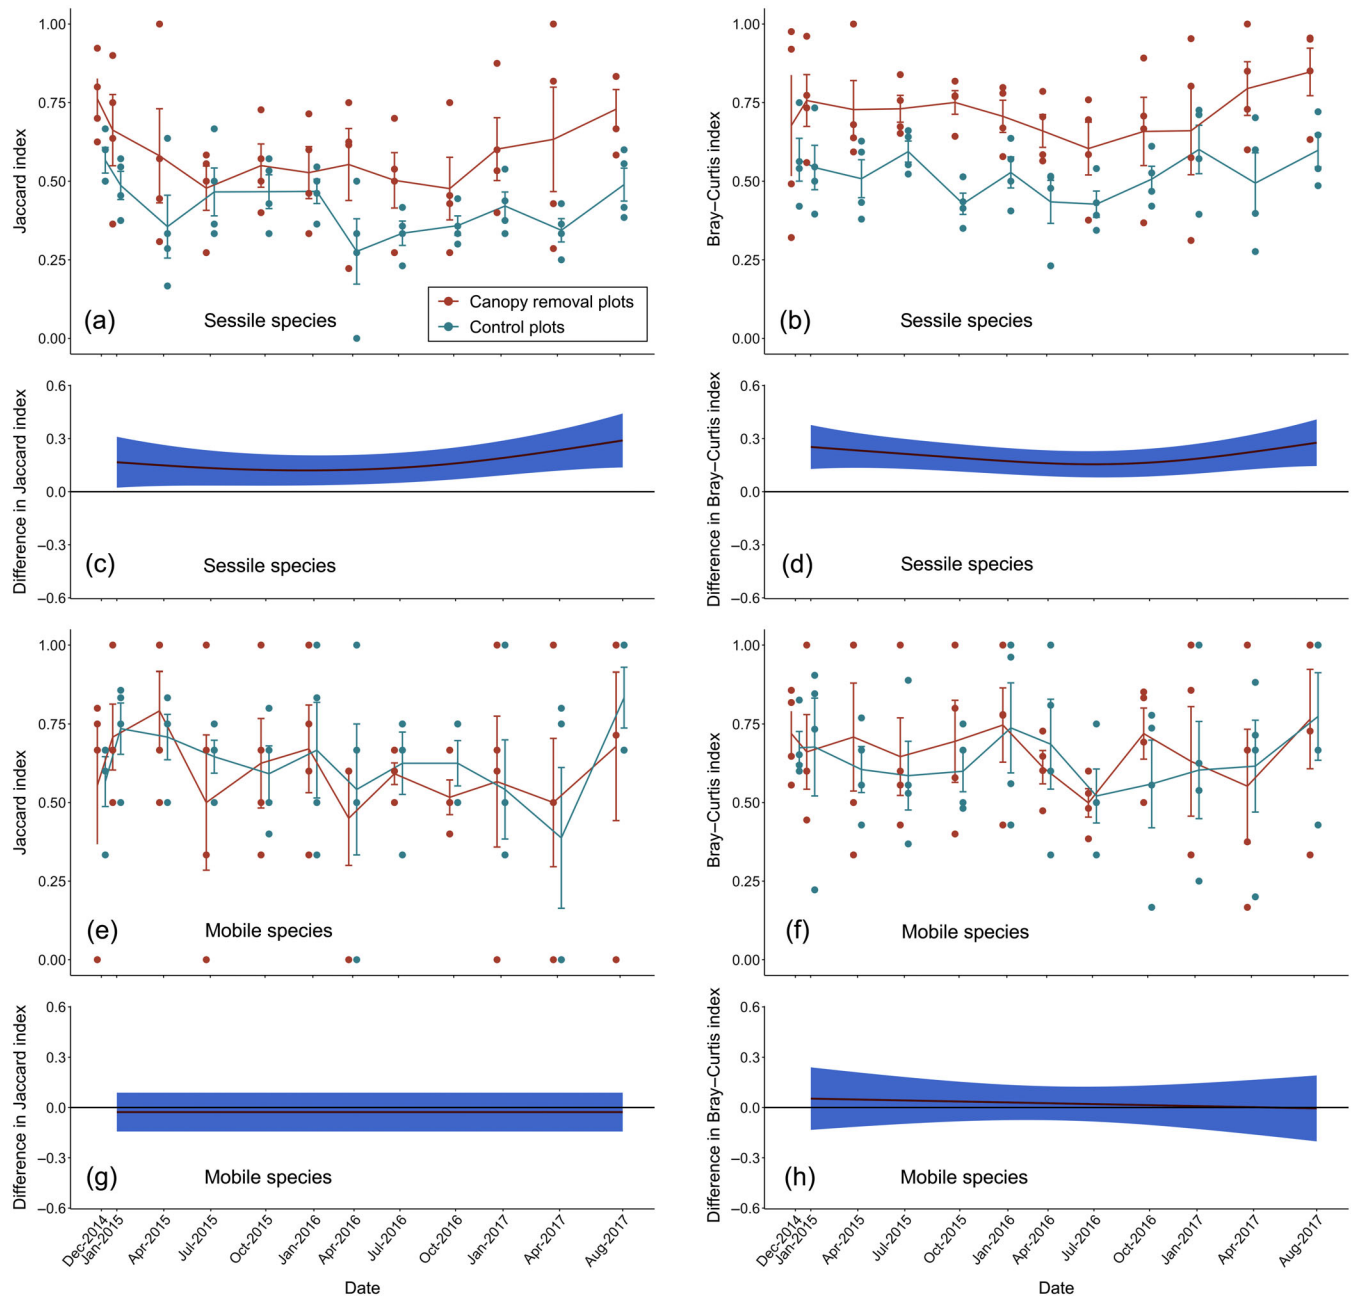 Jaccard index
1.00
0.75
0.50
0.25
0.00
(a)
Sessile species
Canopy removal plots
Control plots
Bray–Curtis index
1.00
0.75
0.50
0.25
0.00
(b)
Sessile species
Difference in Jaccard index
0.6
0.3
0.0
–0.3
–0.6
(c)
Sessile species
Difference in Bray–Curtis index
0.6
0.3
0.0
–0.3
–0.6
(d)
Sessile species
Jaccard index
1.00
0.75
0.50
0.25
0.00
(e)
Mobile species
Bray–Curtis index
1.00
0.75
0.50
0.25
0.00
(f)
Mobile species
Difference in Jaccard index
0.6
0.3
0.0
–0.3
–0.6
(g)
Mobile species
Dec-2014
Jan-2015
Apr-2015
Jul-2015
Oct-2015
Jan-2016
Apr-2016
Jul-2016
Oct-2016
Jan-2017
Apr-2017
Aug-2017
Date
Difference in Bray–Curtis index
0.6
0.3
0.0
–0.3
–0.6
(h)
Mobile species
Dec-2014
Jan-2015
Apr-2015
Jul-2015
Oct-2015
Jan-2016
Apr-2016
Jul-2016
Oct-2016
Jan-2017
Apr-2017
Aug-2017
Date